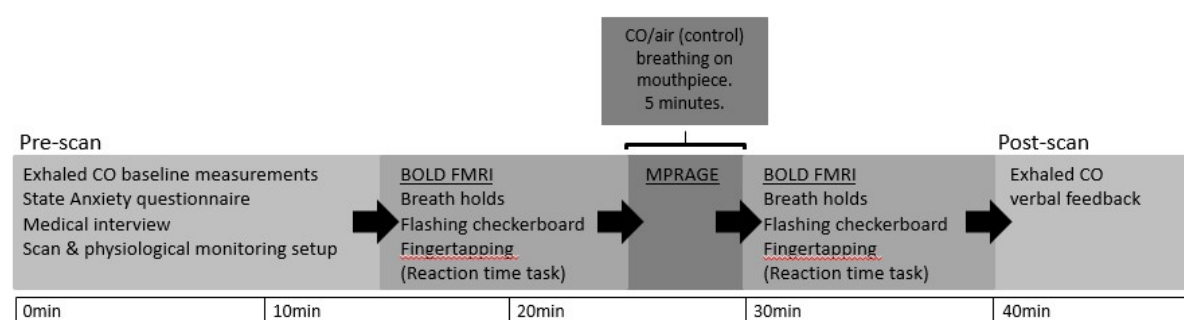 CO/air (control)
breathing on
mouthpiece.
5 minutes.
Pre-scan
Exhaled CO baseline measurements
State Anxiety questionnaire
Medical interview
Scan & physiological monitoring setup
BOLD FMRI
Breath holds
Flashing checkerboard
Fingertapping
(Reaction time task)
MPRAGE
BOLD FMRI
Breath holds
Flashing checkerboard
Fingertapping
(Reaction time task)
Post-scan
Exhaled CO
verbal feedback
0min
10min
20min
30min
40min